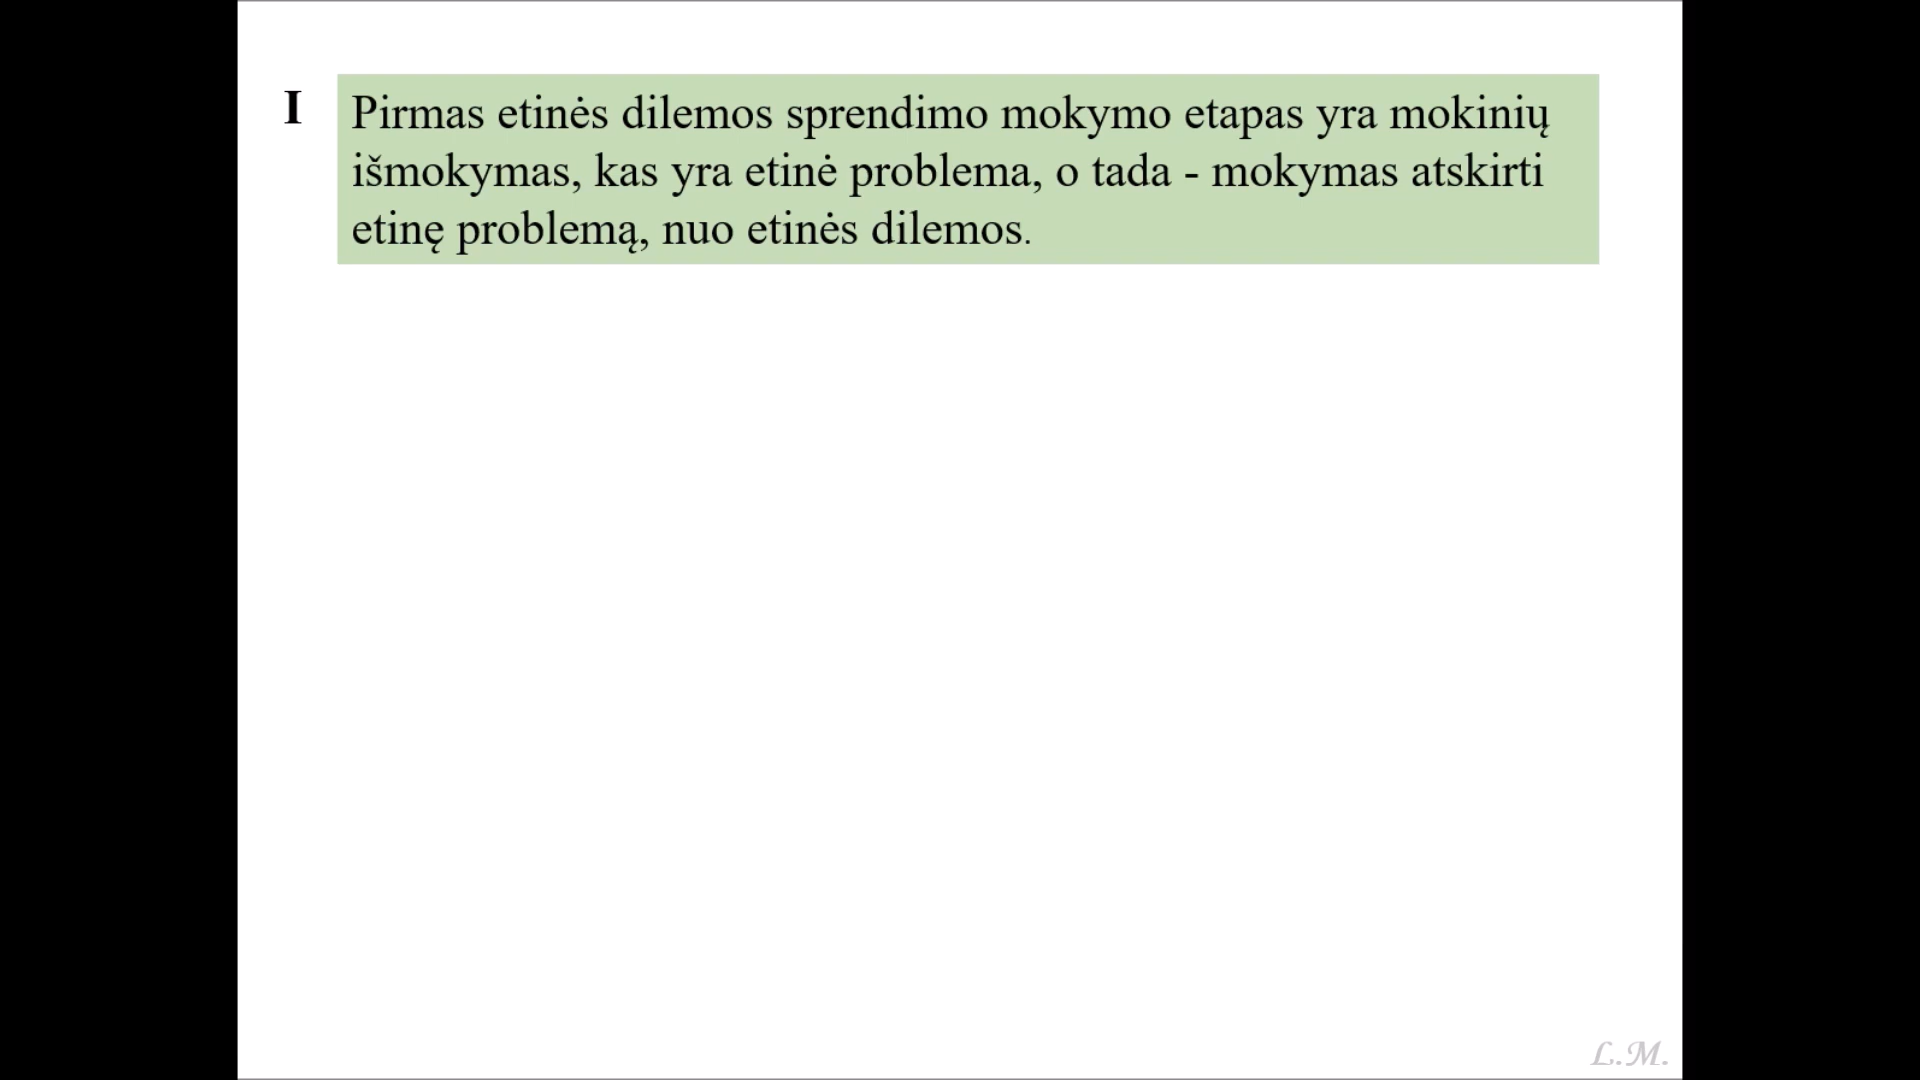 I Pirmas etinės dilemos sprendimo mokymo etapas yra mokinių
išmokymas, kas yra etinė problema, o tada - mokymas atskirti
etinę problemą, nuo etinės dilemos.
L.M.